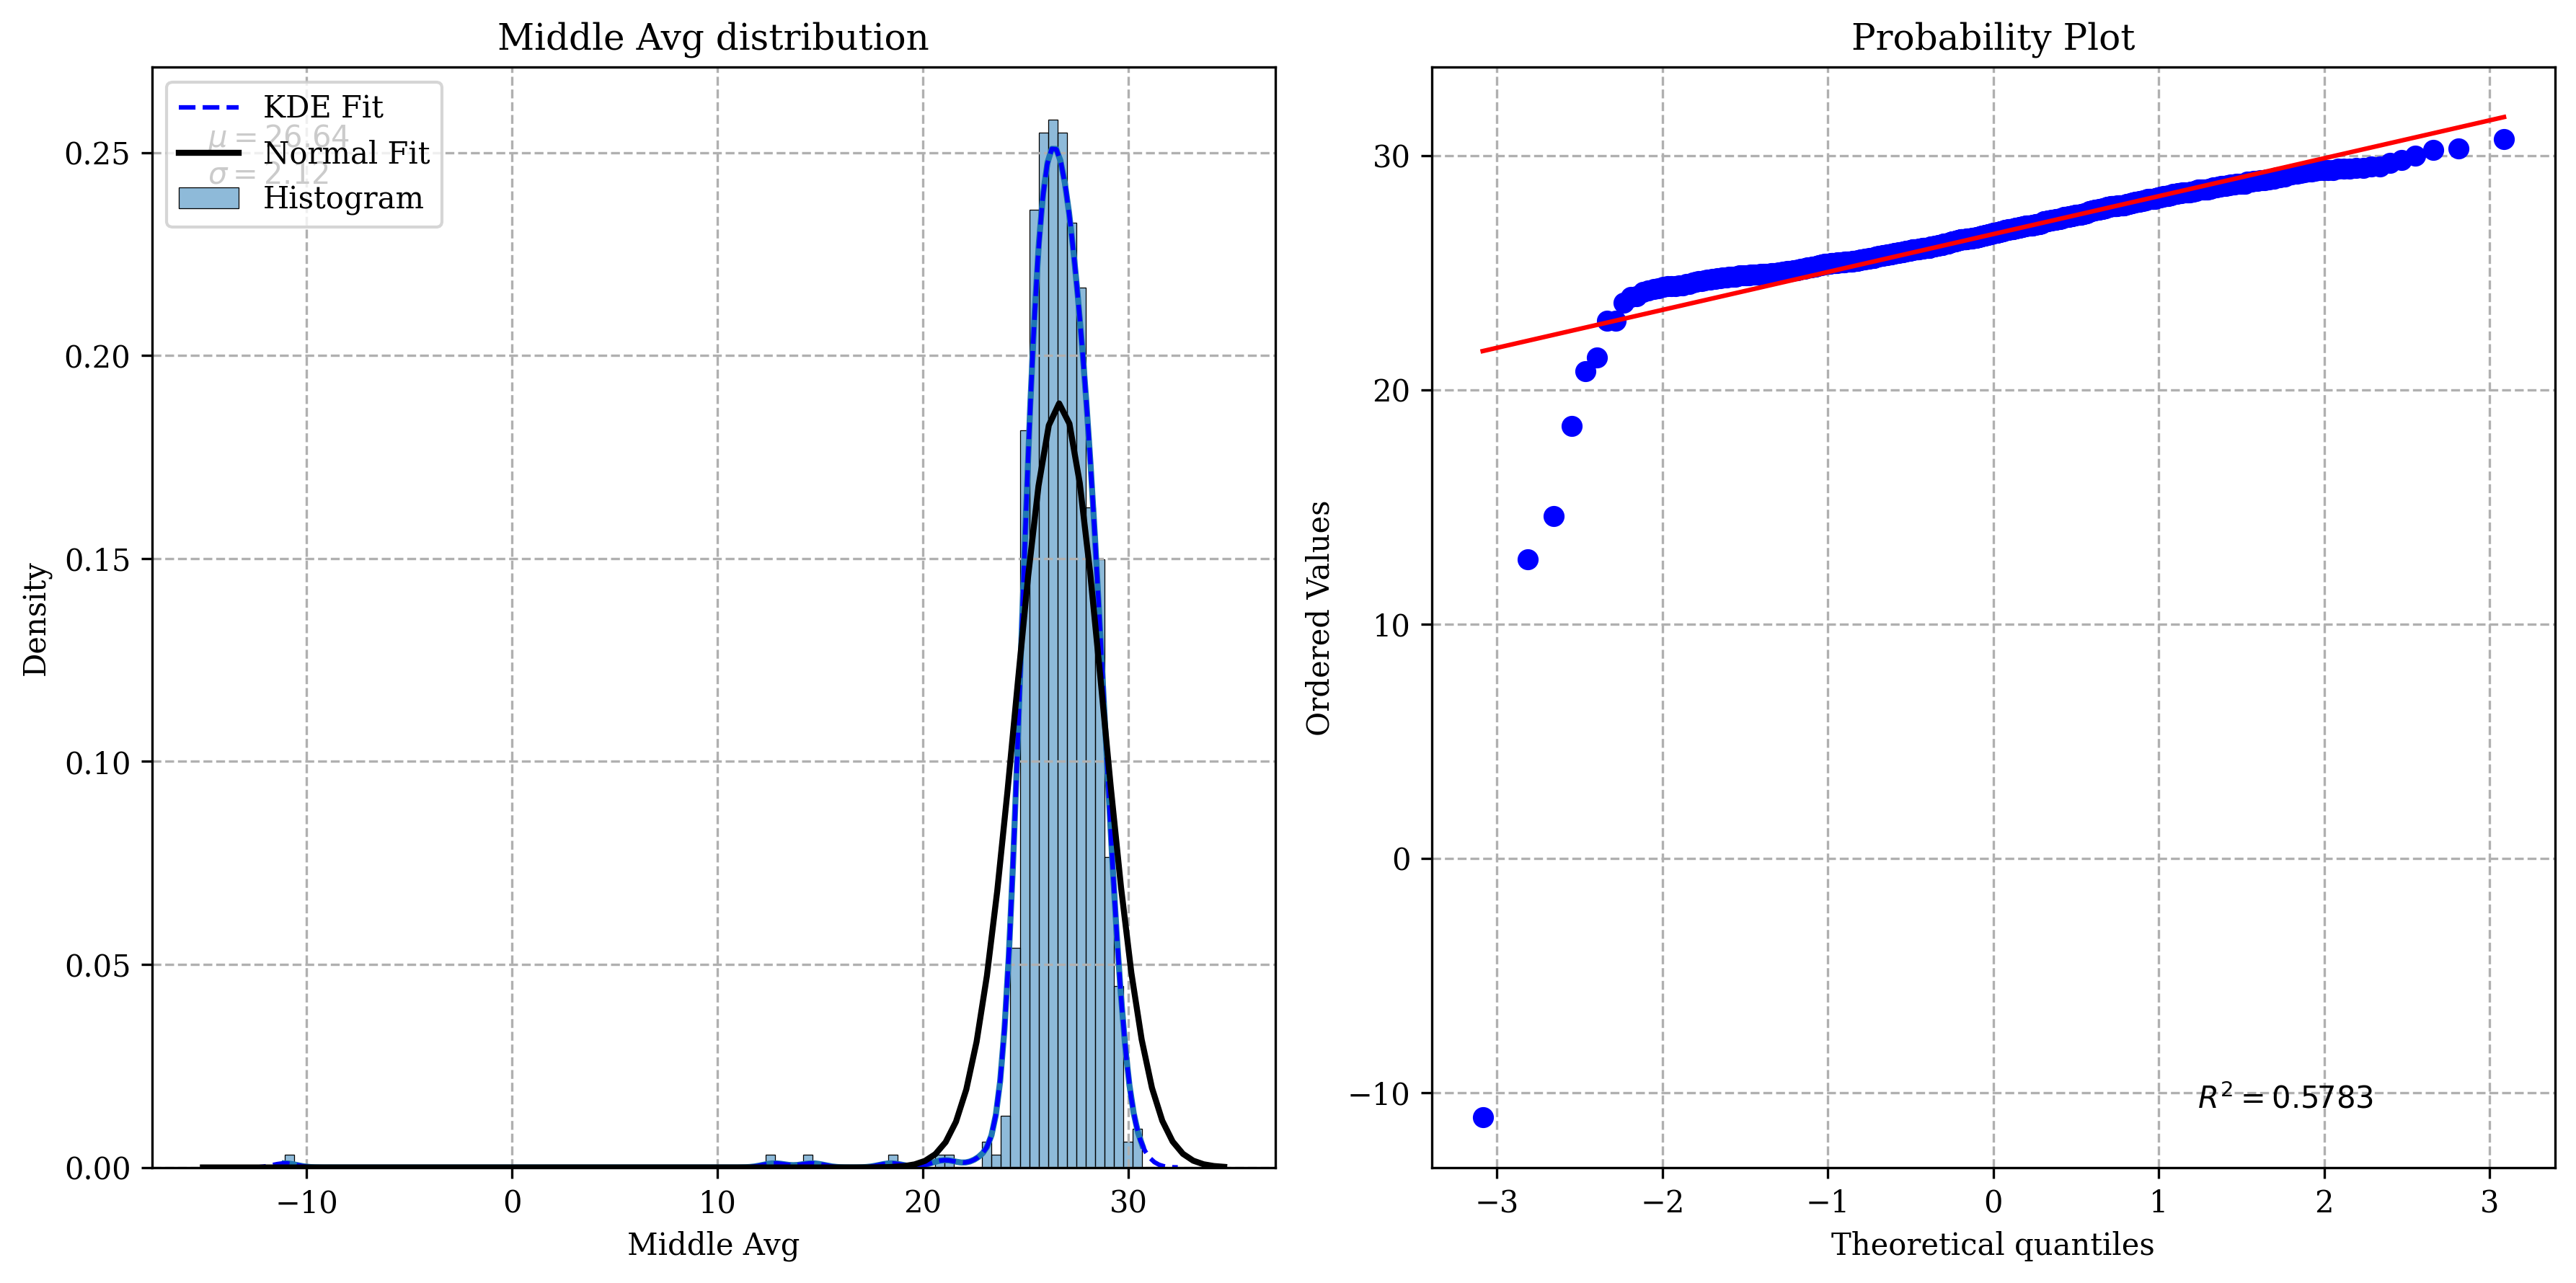 Middle Avg distribution
KDE Fit
μ = 26.64
Normal Fit
σ = 2.12
Histogram
0.25
0.20
0.15
0.10
0.05
0.00
Density
−10 0 10 20 30
Middle Avg
Probability Plot
30
20
10
0
−10
Ordered Values
R² = 0.5783
−3 −2 −1 0 1 2 3
Theoretical quantiles